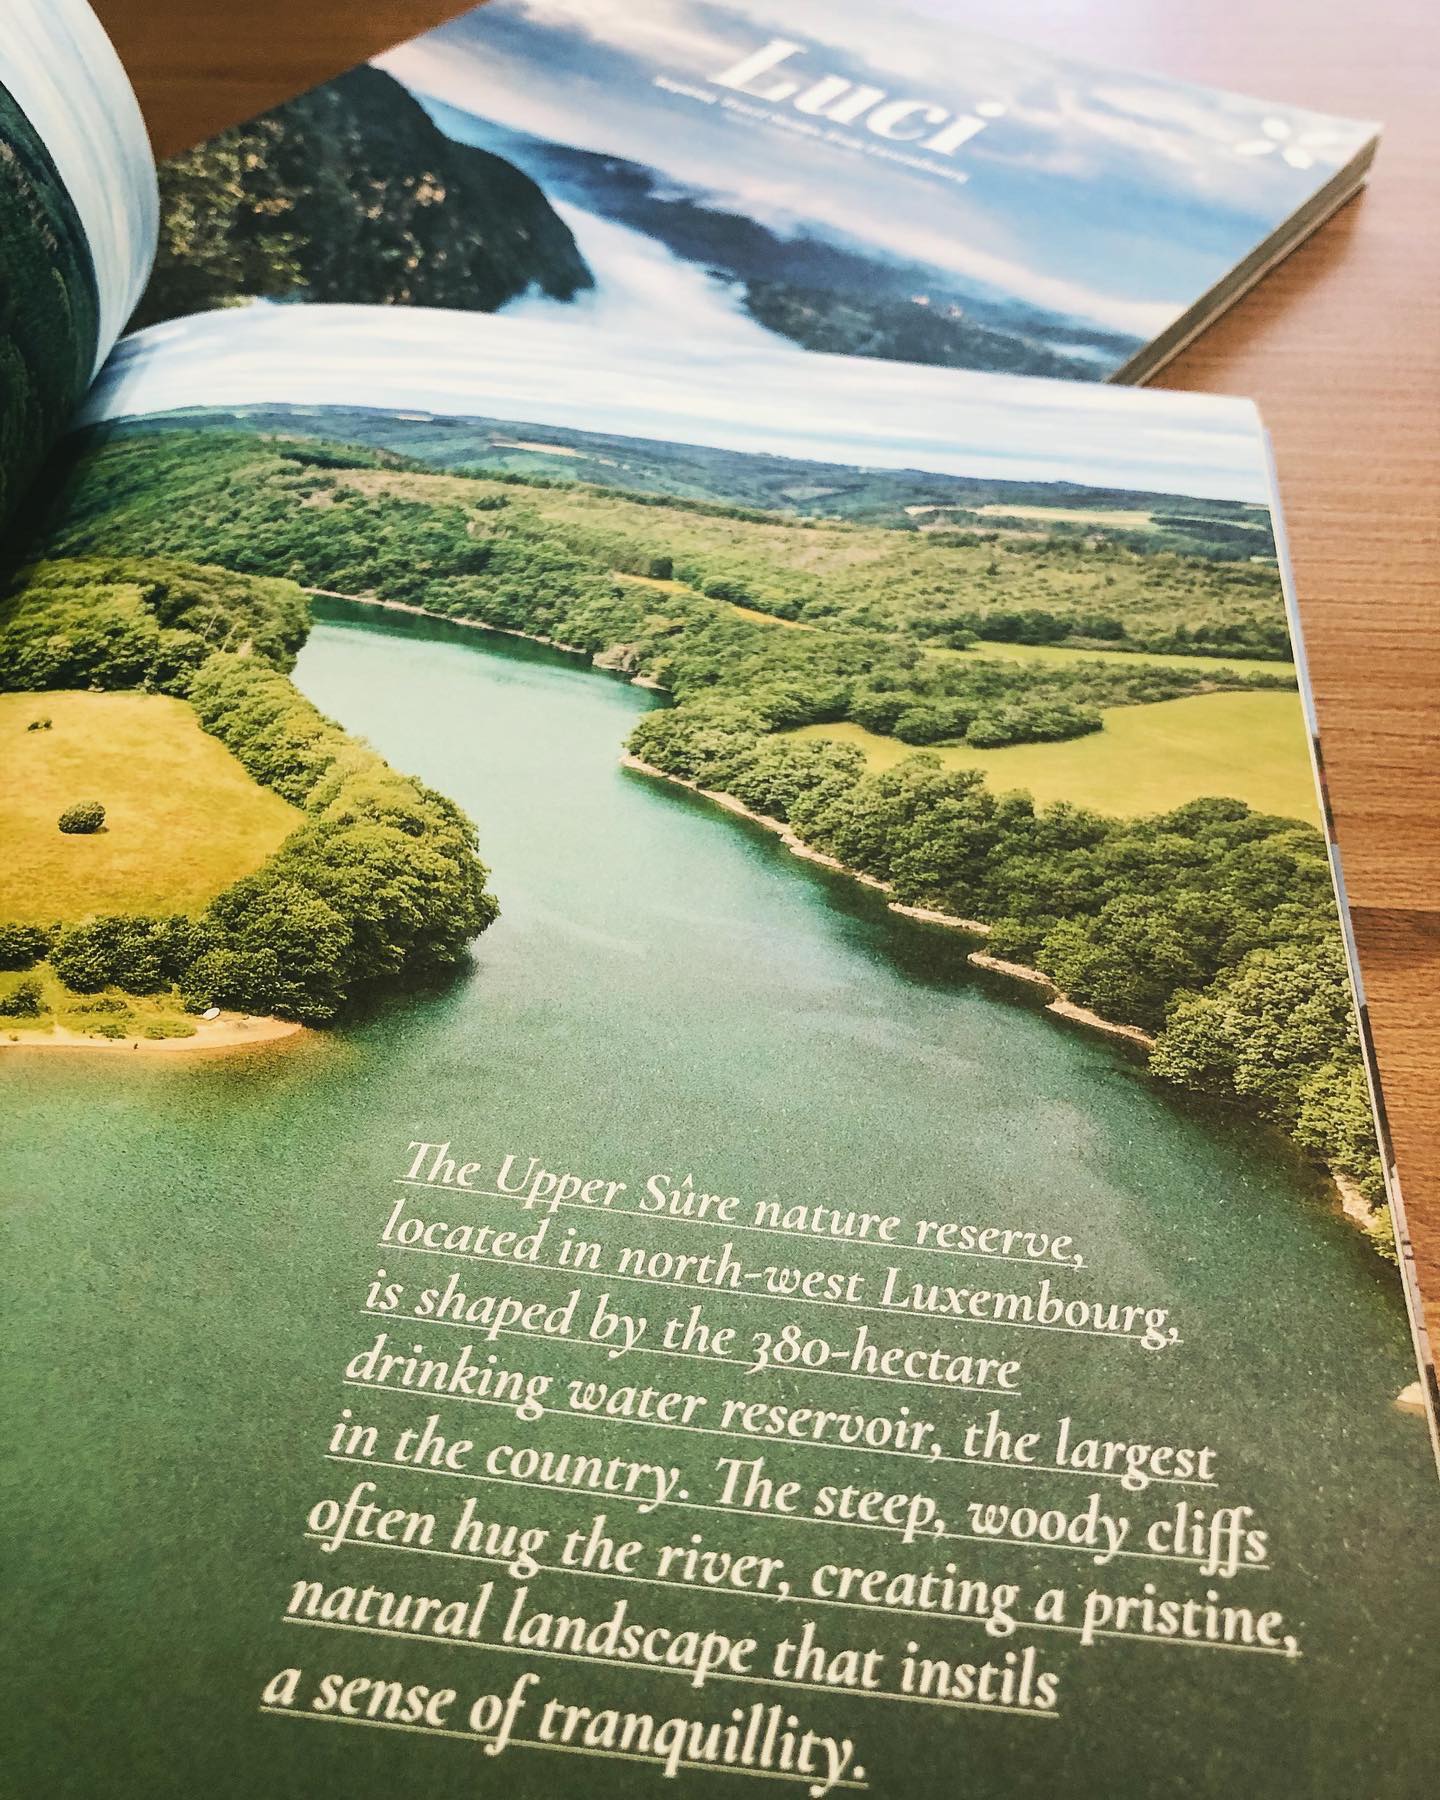 Luci
The Upper Sûre nature reserve,
located in north-west Luxembourg,
is shaped by the 380-hectare
drinking water reservoir, the largest
in the country. The steep, woody cliffs
often hug the river, creating a pristine,
natural landscape that instils
a sense of tranquillity.